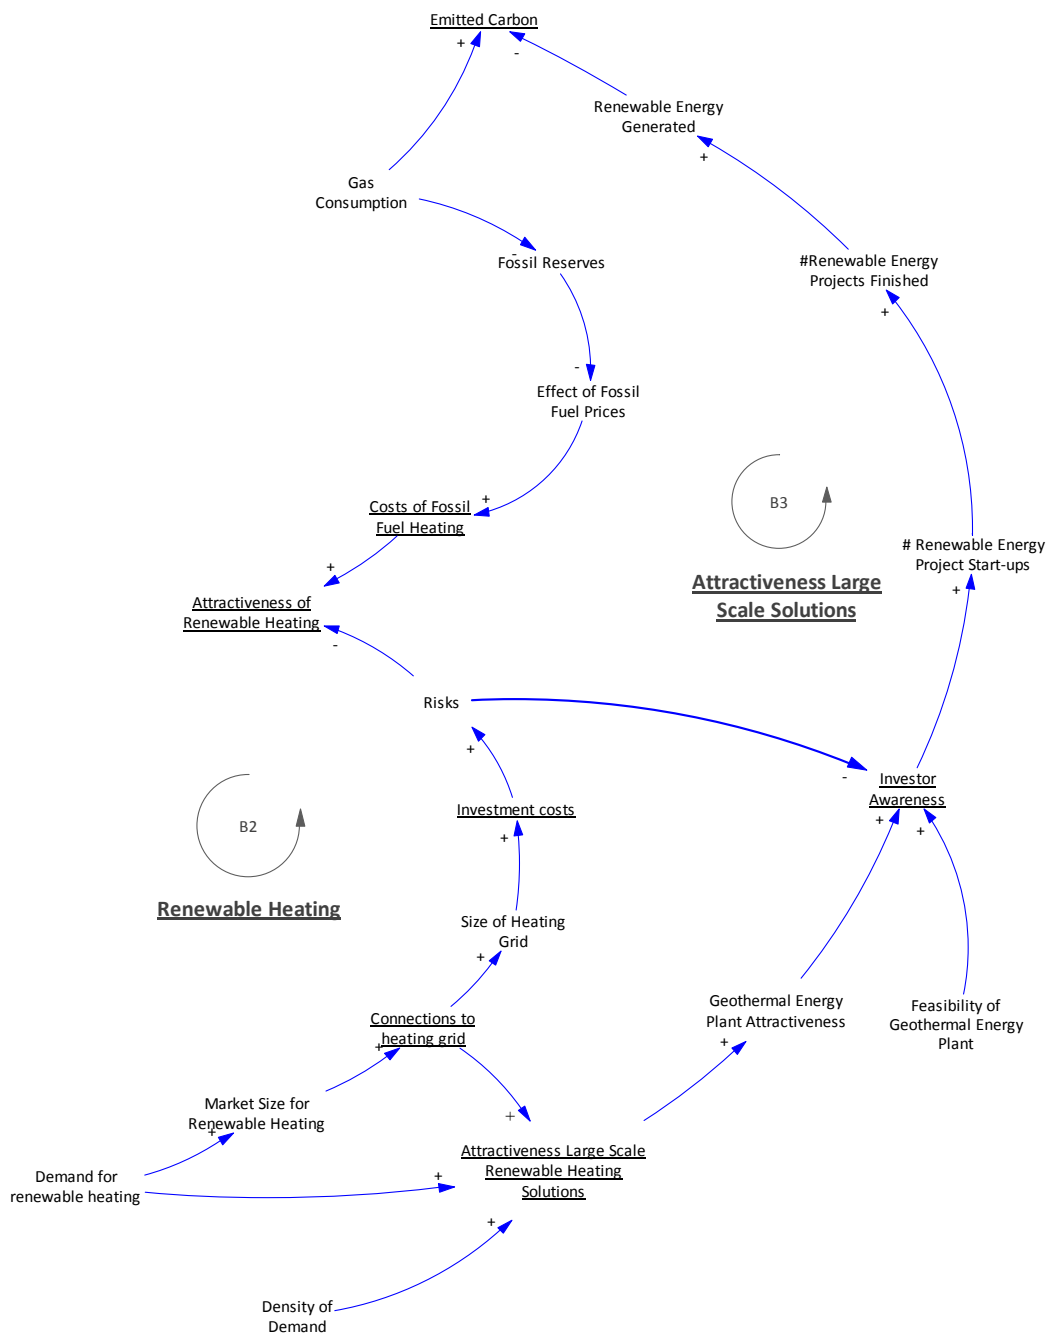 Emitted Carbon
+
-
Renewable Energy
Generated
+
Gas
Consumption
-
Fossil Reserves
#Renewable Energy
Projects Finished
+
-
Effect of Fossil
Fuel Prices
+
Costs of Fossil
Fuel Heating
B3
# Renewable Energy
Project Start-ups
+
Attractiveness Large
Scale Solutions
+
Attractiveness of
Renewable Heating
-
Risks
+
-
Investor
Awareness
+
+
Investment costs
+
B2
Renewable Heating
Size of Heating
Grid
+
Geothermal Energy
Plant Attractiveness
+
Feasibility of
Geothermal Energy
Plant
Connections to
heating grid
+
Market Size for
Renewable Heating
+
+
Attractiveness Large Scale
Renewable Heating
Solutions
+
Demand for
renewable heating
+
Density of
Demand